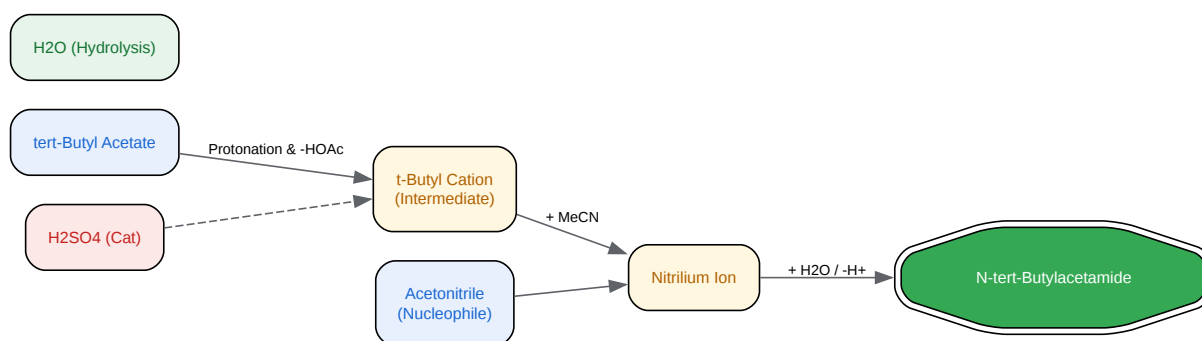 H2O (Hydrolysis)
tert-Butyl Acetate
Protonation & -HOAc
H2SO4 (Cat)
t-Butyl Cation
(Intermediate)
+ MeCN
Acetonitrile
(Nucleophile)
Nitrilium Ion
+ H2O / -H+
N-tert-Butylacetamide